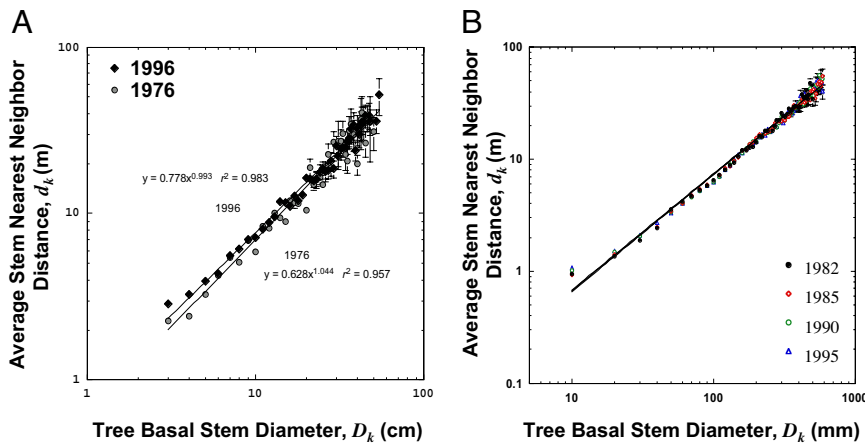 A
Average Stem Nearest Neighbor
Distance, d_k (m)
100
10
1
1996
1976
y = 0.778x^0.993 r^2 = 0.983
1996
1976
y = 0.628x^1.044 r^2 = 0.957
1
10
100
Tree Basal Stem Diameter, D_k (cm)
B
Average Stem Nearest Neighbor
Distance, d_k (m)
100
10
1
0.1
1982
1985
1990
1995
10
100
1000
Tree Basal Stem Diameter, D_k (mm)